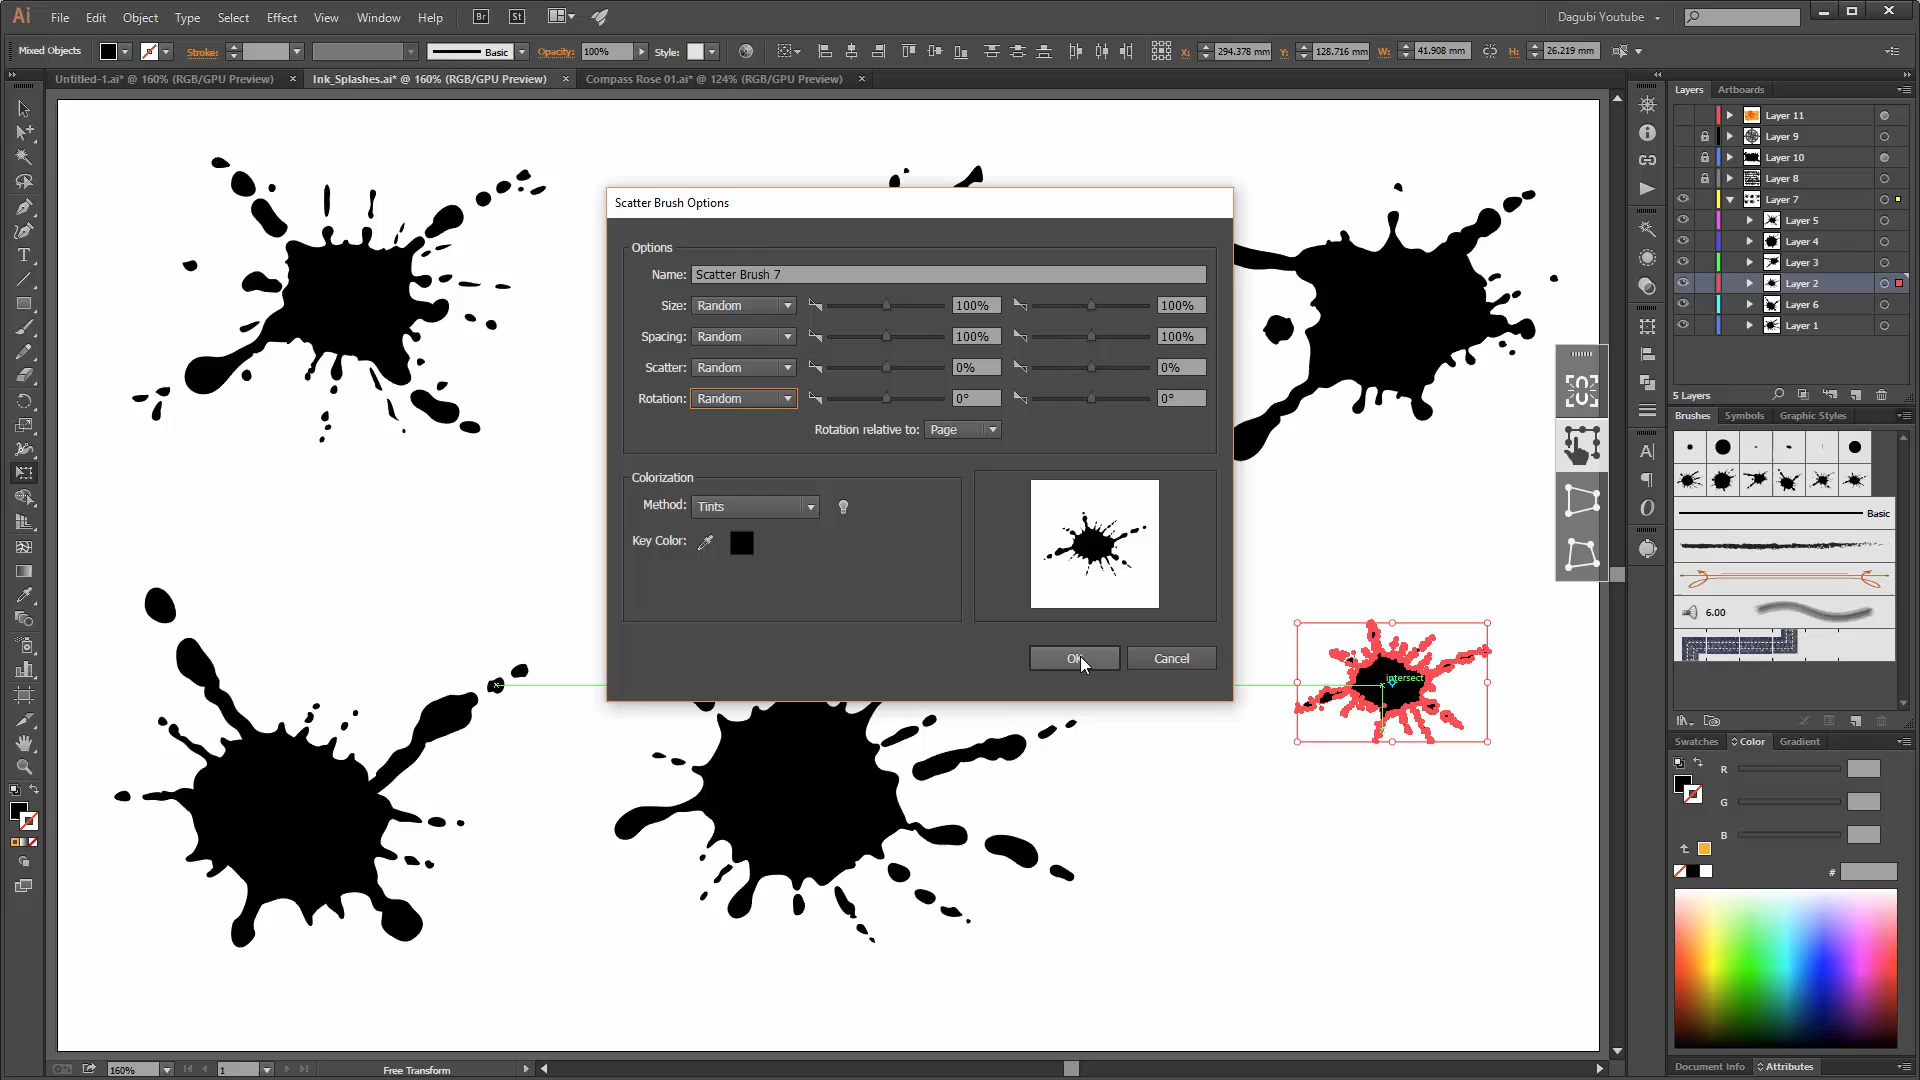 Ai File Edit Object Type Select Effect View Window Help Br St Dagubi Youtube
Mixed Objects Stroke: Basic Opacity: 100% Style: X: 294.378 mm Y: 128.716 mm W: 41.908 mm H: 26.219 mm
Untitled-1.ai* @ 160% (RGB/GPU Preview) × Ink_Splashes.ai* @ 160% (RGB/GPU Preview) × Compass Rose 01.ai* @ 124% (RGB/GPU Preview) ×
Layers Artboards
Layer 11
Layer 9
Layer 10
Layer 8
Layer 7
Layer 5
Layer 4
Layer 3
Layer 2
Layer 6
Layer 1
5 Layers
Brushes Symbols Graphic Styles
Basic
6.00
Swatches Color Gradient
R
G
B
#
Document Info Attributes
Scatter Brush Options
Options
Name: Scatter Brush 7
Size: Random 100% 100%
Spacing: Random 100% 100%
Scatter: Random 0% 0%
Rotation: Random 0° 0°
Rotation relative to: Page
Colorization
Method: Tints
Key Color:
OK Cancel
intersect
160% 1 Free Transform